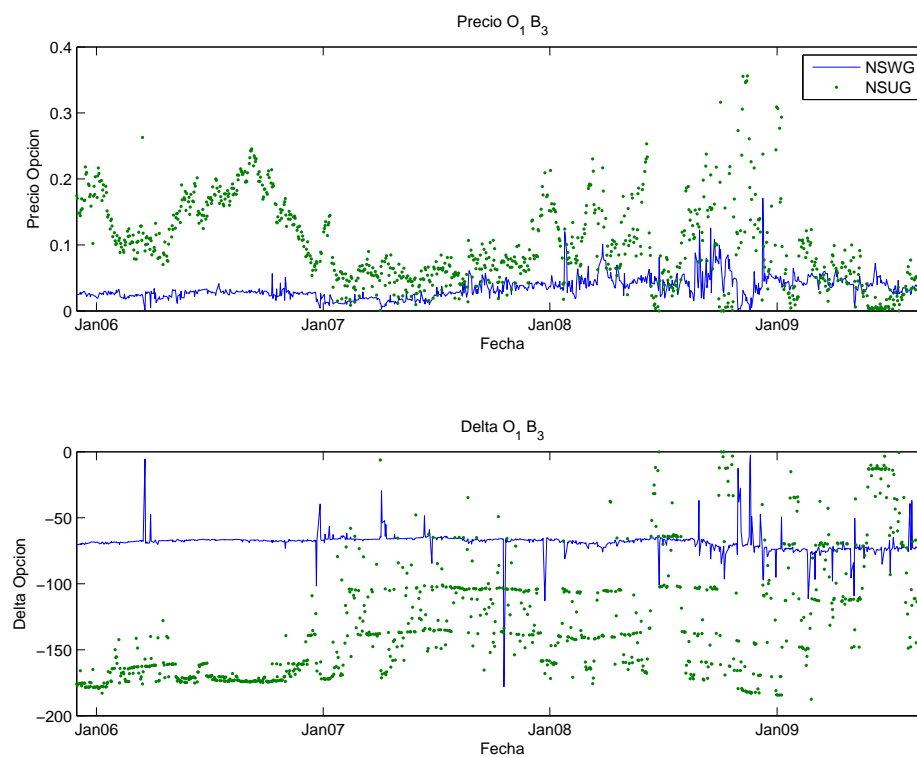 Precio O1 B3
0.4
0.3
0.2
0.1
0
Precio Opcion
NSWG
NSUG
Jan06 Jan07 Jan08 Jan09
Fecha
Delta O1 B3
0
−50
−100
−150
−200
Delta Opcion
Jan06 Jan07 Jan08 Jan09
Fecha